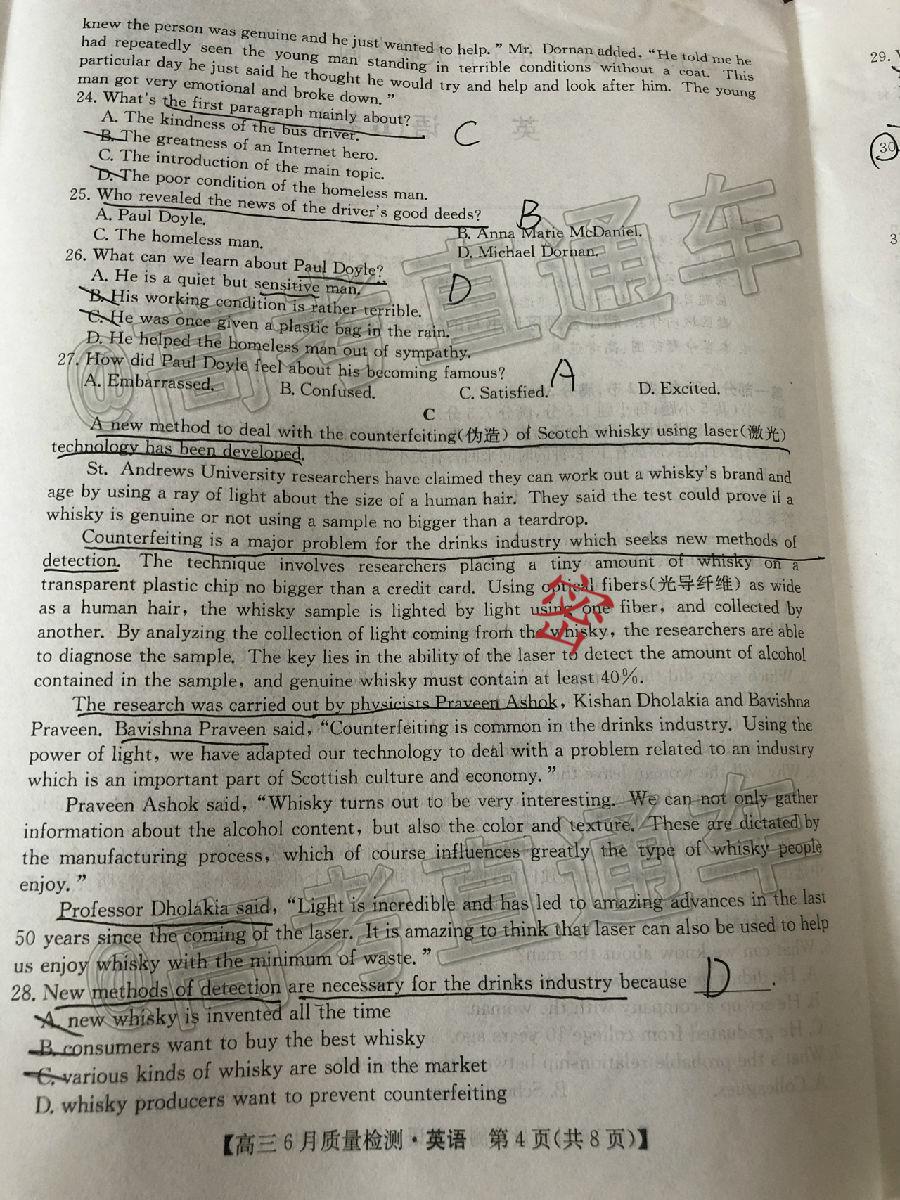 knew the person was genuine and he just wanted to help. ” Mr. Dornan added, “He told me he
had repeatedly seen the young man standing in terrible conditions without a coat. This
particular day he just said he thought he would try and help and look after him. The young
man got very emotional and broke down. ”
24. What's the first paragraph mainly about?
A. The kindness of the bus driver.
C
B. The greatness of an Internet hero.
C. The introduction of the main topic.
D. The poor condition of the homeless man.
25. Who revealed the news of the driver's good deeds?
B
A. Paul Doyle.
B. Anna Marie McDaniel.
C. The homeless man.
D. Michael Dornan.
26. What can we learn about Paul Doyle?
A. He is a quiet but sensitive man.
D
B. His working condition is rather terrible.
C. He was once given a plastic bag in the rain.
D. He helped the homeless man out of sympathy.
27. How did Paul Doyle feel about his becoming famous?
A
A. Embarrassed.
B. Confused.
C. Satisfied.
D. Excited.
C
A new method to deal with the counterfeiting(伪造) of Scotch whisky using laser(激光)
technology has been developed.
St. Andrews University researchers have claimed they can work out a whisky's brand and
age by using a ray of light about the size of a human hair. They said the test could prove if a
whisky is genuine or not using a sample no bigger than a teardrop.
Counterfeiting is a major problem for the drinks industry which seeks new methods of
detection. The technique involves researchers placing a tiny amount of whisky on a
transparent plastic chip no bigger than a credit card. Using optical fibers(光导纤维) as wide
as a human hair, the whisky sample is lighted by light using one fiber, and collected by
another. By analyzing the collection of light coming from the whisky, the researchers are able
to diagnose the sample. The key lies in the ability of the laser to detect the amount of alcohol
contained in the sample, and genuine whisky must contain at least 40%.
密
The research was carried out by physicists Praveen Ashok, Kishan Dholakia and Bavishna
Praveen. Bavishna Praveen said, “Counterfeiting is common in the drinks industry. Using the
power of light, we have adapted our technology to deal with a problem related to an industry
which is an important part of Scottish culture and economy. ”
Praveen Ashok said, “Whisky turns out to be very interesting. We can not only gather
information about the alcohol content, but also the color and texture. These are dictated by
the manufacturing process, which of course influences greatly the type of whisky people
enjoy. ”
Professor Dholakia said, “Light is incredible and has led to amazing advances in the last
50 years since the coming of the laser. It is amazing to think that laser can also be used to help
us enjoy whisky with the minimum of waste. ”
28. New methods of detection are necessary for the drinks industry because D.
A. new whisky is invented all the time
B. consumers want to buy the best whisky
C. various kinds of whisky are sold in the market
D. whisky producers want to prevent counterfeiting
【高三6月质量检测·英语 第4页(共8页)】
@高考直通车
@高考直通车
29.
30
3